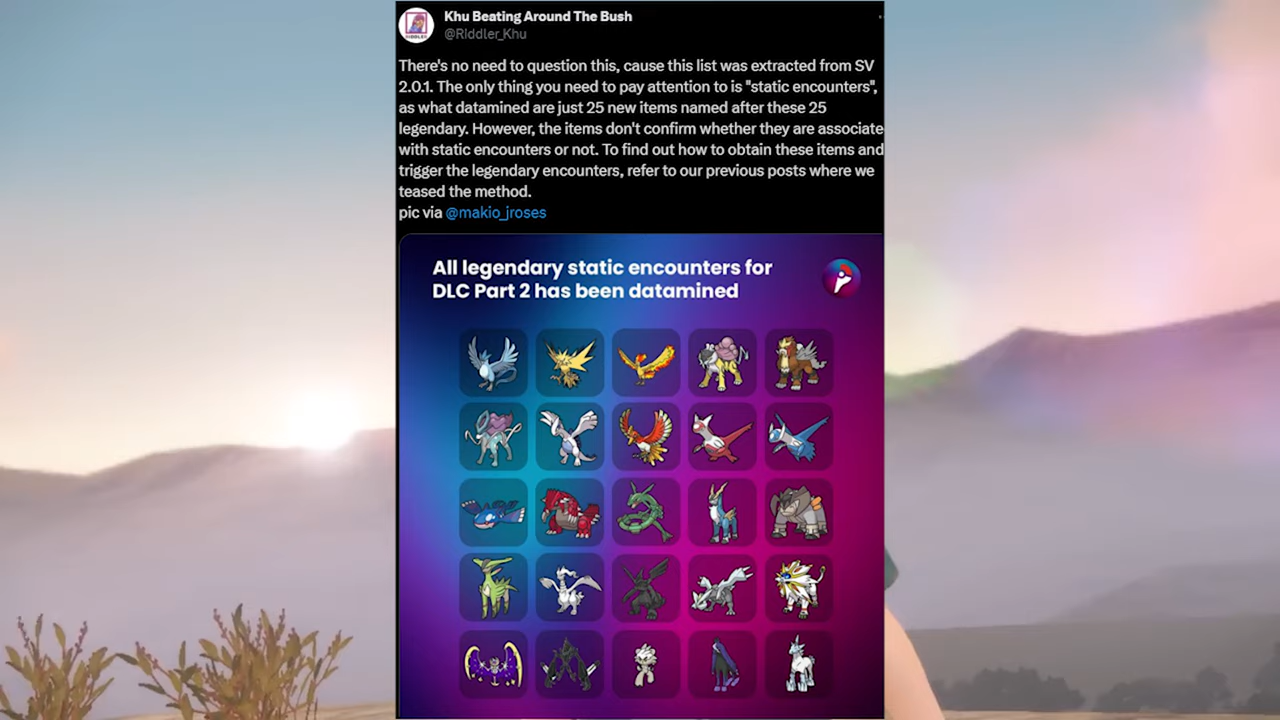 Khu Beating Around The Bush
@RIddler_Khu
There's no need to question this, cause this list was extracted from SV
2.0.1. The only thing you need to pay attention to is "static encounters",
as what datamined are just 25 new items named after these 25
legendary. However, the items don't confirm whether they are associate
with static encounters or not. To find out how to obtain these items and
trigger the legendary encounters, refer to our previous posts where we
teased the method.
pic via @makio_jroses
All legendary static encounters for
DLC Part 2 has been datamined